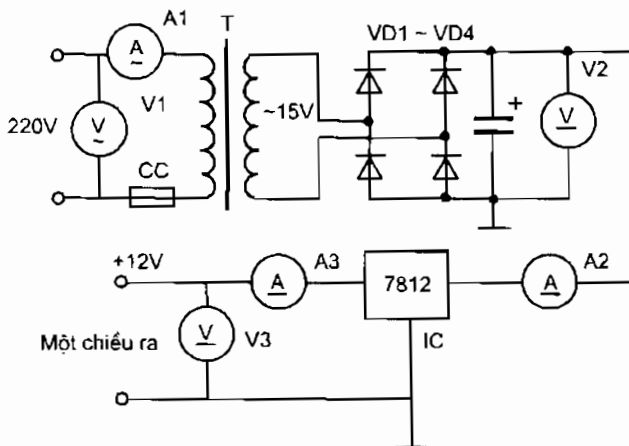 A1
T
VD1 ~ VD4
A
~
V1
V2
220V
V
~
~15V
+
V
CC
+12V
A3
A2
A
7812
A
Một chiều ra
V
V3
IC